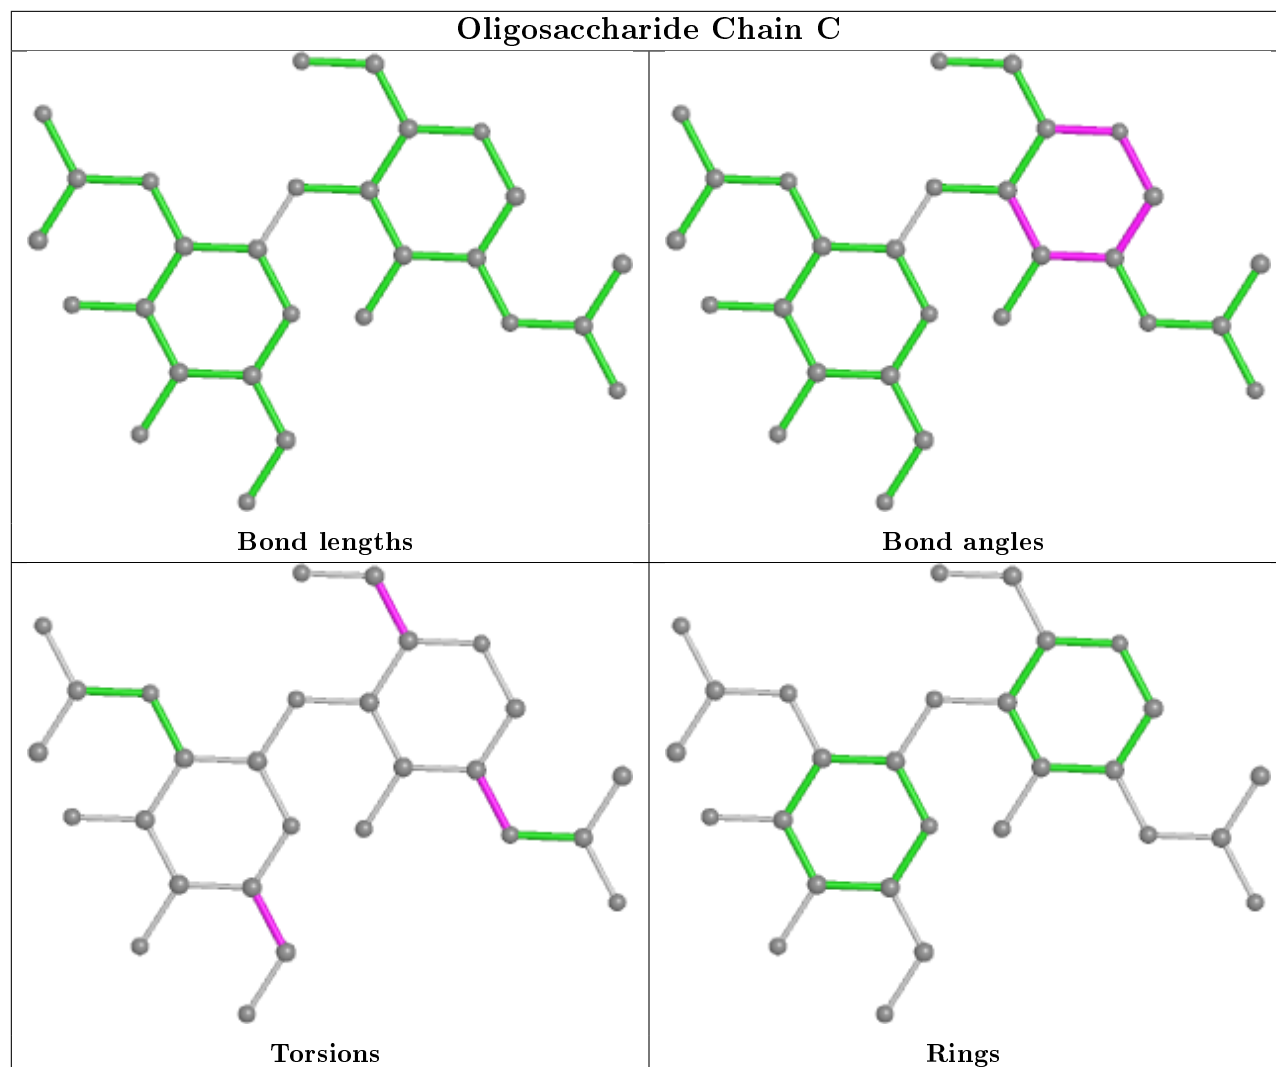 Oligosaccharide Chain C
Bond lengths
Bond angles
Torsions
Rings